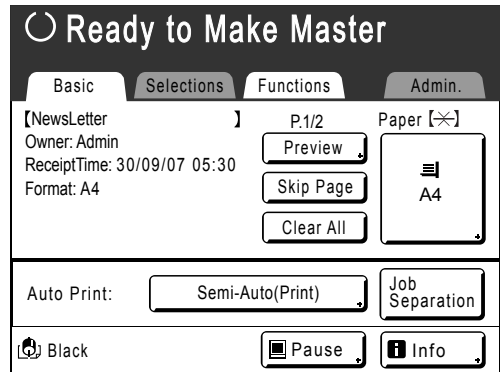 Ready to Make Master
Basic Selections Functions Admin.
【NewsLetter 】 P.1/2 Paper【⚹】
Owner: Admin
ReceiptTime: 30/09/07 05:30
Format: A4
Preview
Skip Page
Clear All
A4
Auto Print: Semi-Auto(Print) Job
Separation
Black Pause Info